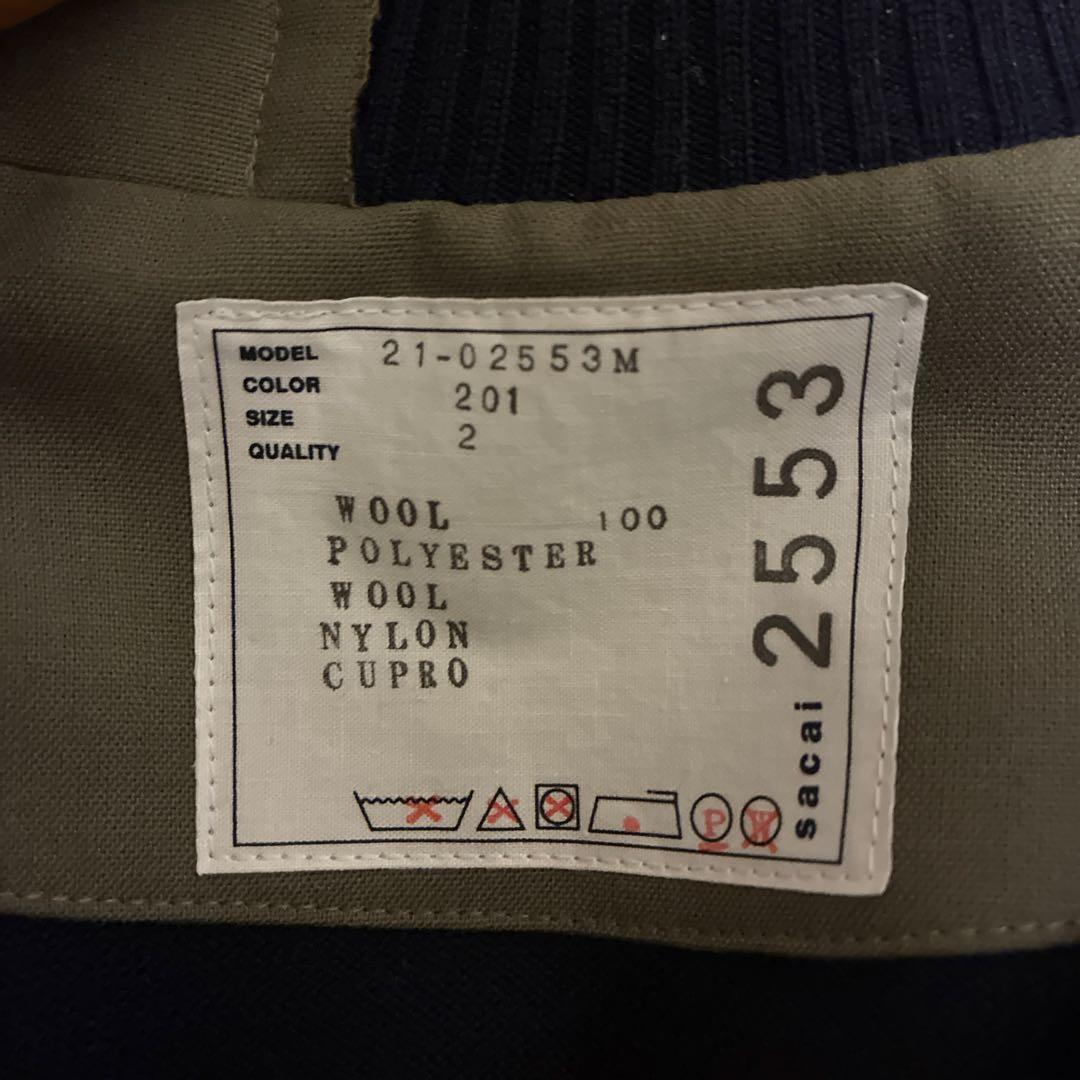 MODEL 21-02553M
COLOR 201
SIZE 2
QUALITY
WOOL 100
POLYESTER
WOOL
NYLON
CUPRO
P W
sacai 2553